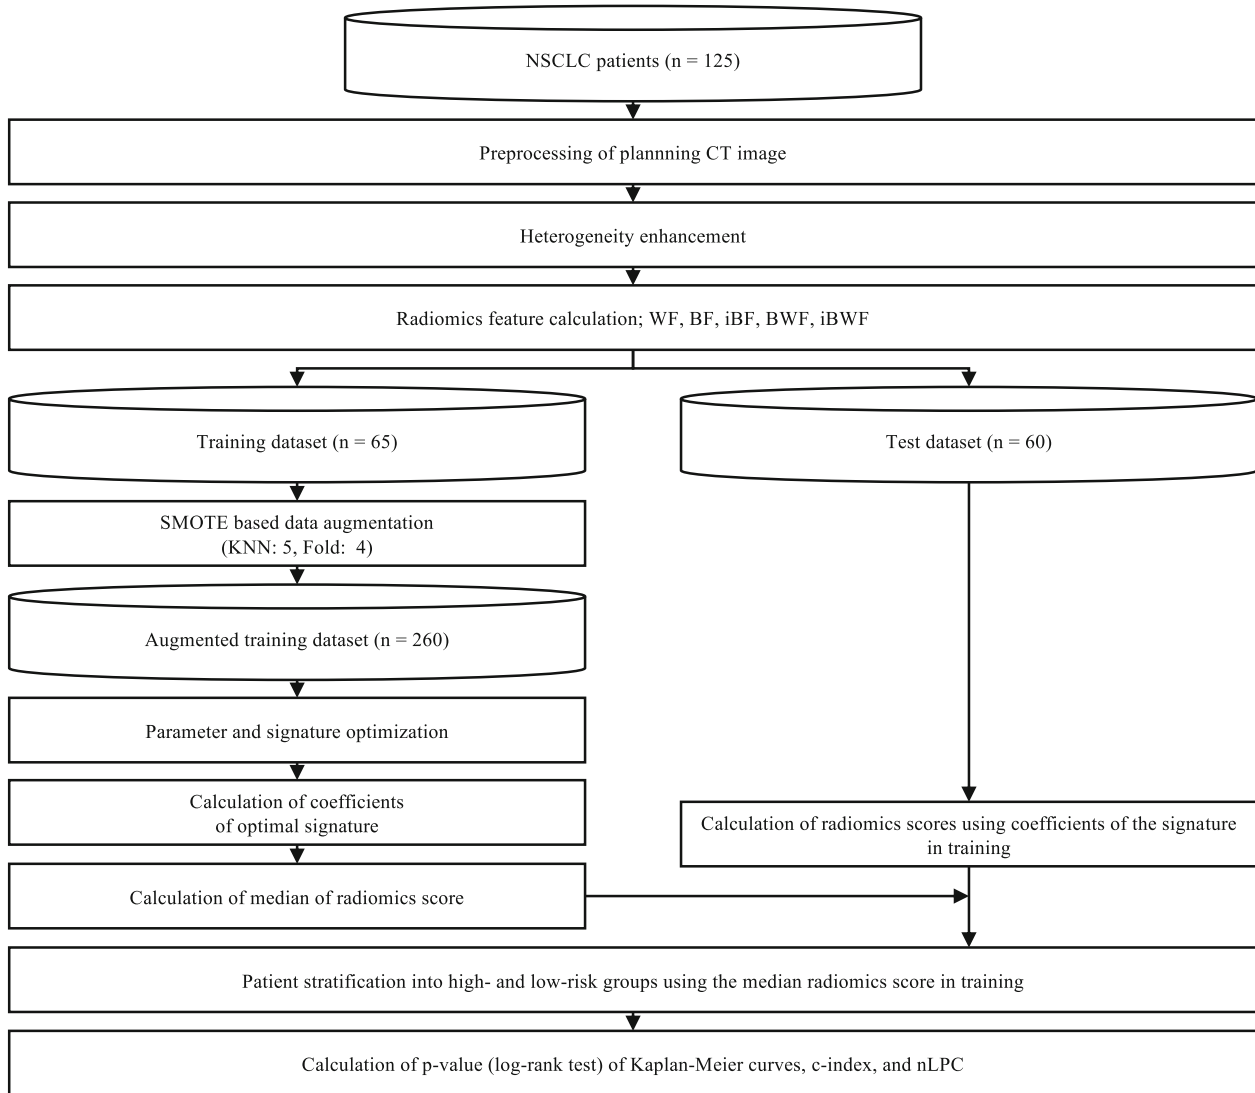 NSCLC patients (n = 125)
Preprocessing of plannning CT image
Heterogeneity enhancement
Radiomics feature calculation; WF, BF, iBF, BWF, iBWF
Training dataset (n = 65)
Test dataset (n = 60)
SMOTE based data augmentation
(KNN: 5, Fold:  4)
Augmented training dataset (n = 260)
Parameter and signature optimization
Calculation of coefficients
of optimal signature
Calculation of radiomics scores using coefficients of the signature
in training
Calculation of median of radiomics score
Patient stratification into high- and low-risk groups using the median radiomics score in training
Calculation of p-value (log-rank test) of Kaplan-Meier curves, c-index, and nLPC